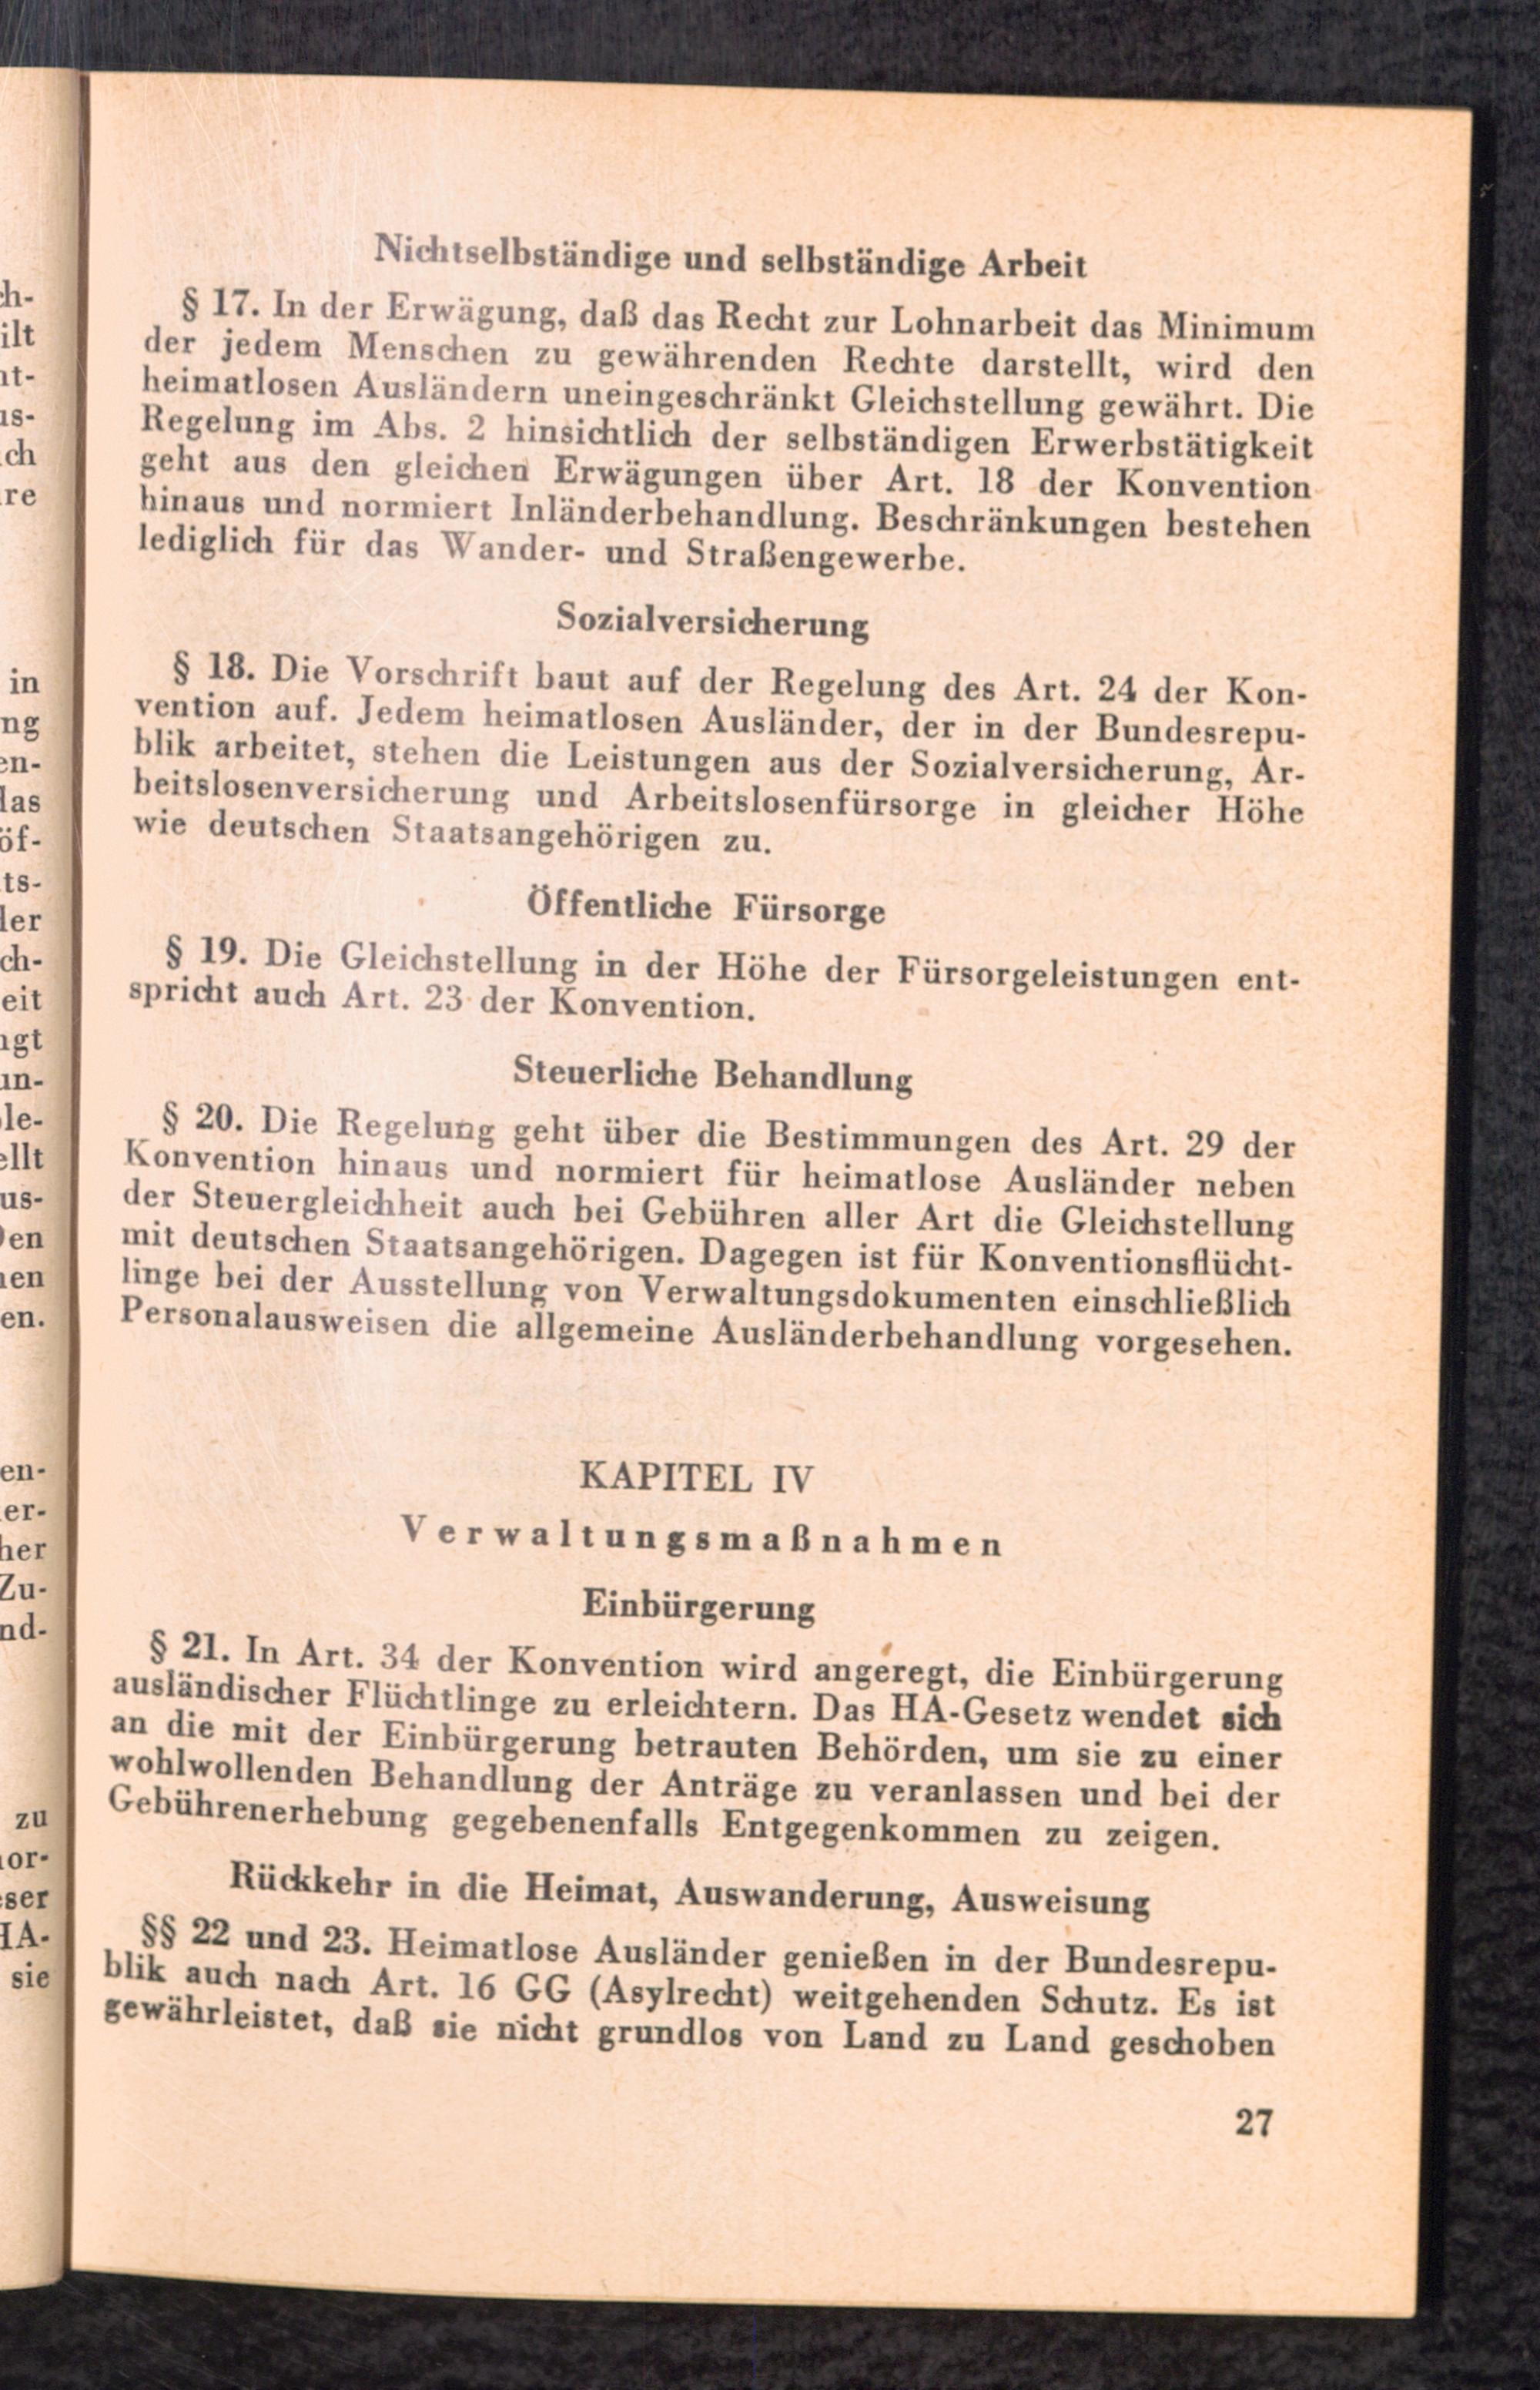 Nichtselbständige und selbständige Arbeit
§ 17. In der Erwägung, daß das Recht zur Lohnarbeit das Minimum
der jedem Menschen zu gewährenden Rechte darstellt, wird den
heimatlosen Ausländern uneingeschränkt Gleichstellung gewährt. Die
Regelung im Abs. 2 hinsichtlich der selbständigen Erwerbstätigkeit
geht aus den gleichen Erwägungen über Art. 18 der Konvention
hinaus und normiert Inländerbehandlung. Beschränkungen bestehen
lediglich für das Wander- und Straßengewerbe.
Sozialversicherung
§ 18. Die Vorschrift baut auf der Regelung des Art. 24 der Kon-
vention auf. Jedem heimatlosen Ausländer, der in der Bundesrepu-
blik arbeitet, stehen die Leistungen aus der Sozialversicherung, Ar-
beitslosenversicherung und Arbeitslosenfürsorge in gleicher Höhe
wie deutschen Staatsangehörigen zu.
Öffentliche Fürsorge
§ 19. Die Gleichstellung in der Höhe der Fürsorgeleistungen ent-
spricht auch Art. 23 der Konvention.
Steuerliche Behandlung
§ 20. Die Regelung geht über die Bestimmungen des Art. 29 der
Konvention hinaus und normiert für heimatlose Ausländer neben
der Steuergleichheit auch bei Gebühren aller Art die Gleichstellung
mit deutschen Staatsangehörigen. Dagegen ist für Konventionsflücht-
linge bei der Ausstellung von Verwaltungsdokumenten einschließlich
Personalausweisen die allgemeine Ausländerbehandlung vorgesehen.
KAPITEL IV
Verwaltungsmaßnahmen
Einbürgerung
§ 21. In Art. 34 der Konvention wird angeregt, die Einbürgerung
ausländischer Flüchtlinge zu erleichtern. Das HA-Gesetz wendet sich
an die mit der Einbürgerung betrauten Behörden, um sie zu einer
wohlwollenden Behandlung der Anträge zu veranlassen und bei der
Gebührenerhebung gegebenenfalls Entgegenkommen zu zeigen.
Rückkehr in die Heimat, Auswanderung, Ausweisung
§§ 22 und 23. Heimatlose Ausländer genießen in der Bundesrepu-
blik auch nach Art. 16 GG (Asylrecht) weitgehenden Schutz. Es ist
gewährleistet, daß sie nicht grundlos von Land zu Land geschoben
27